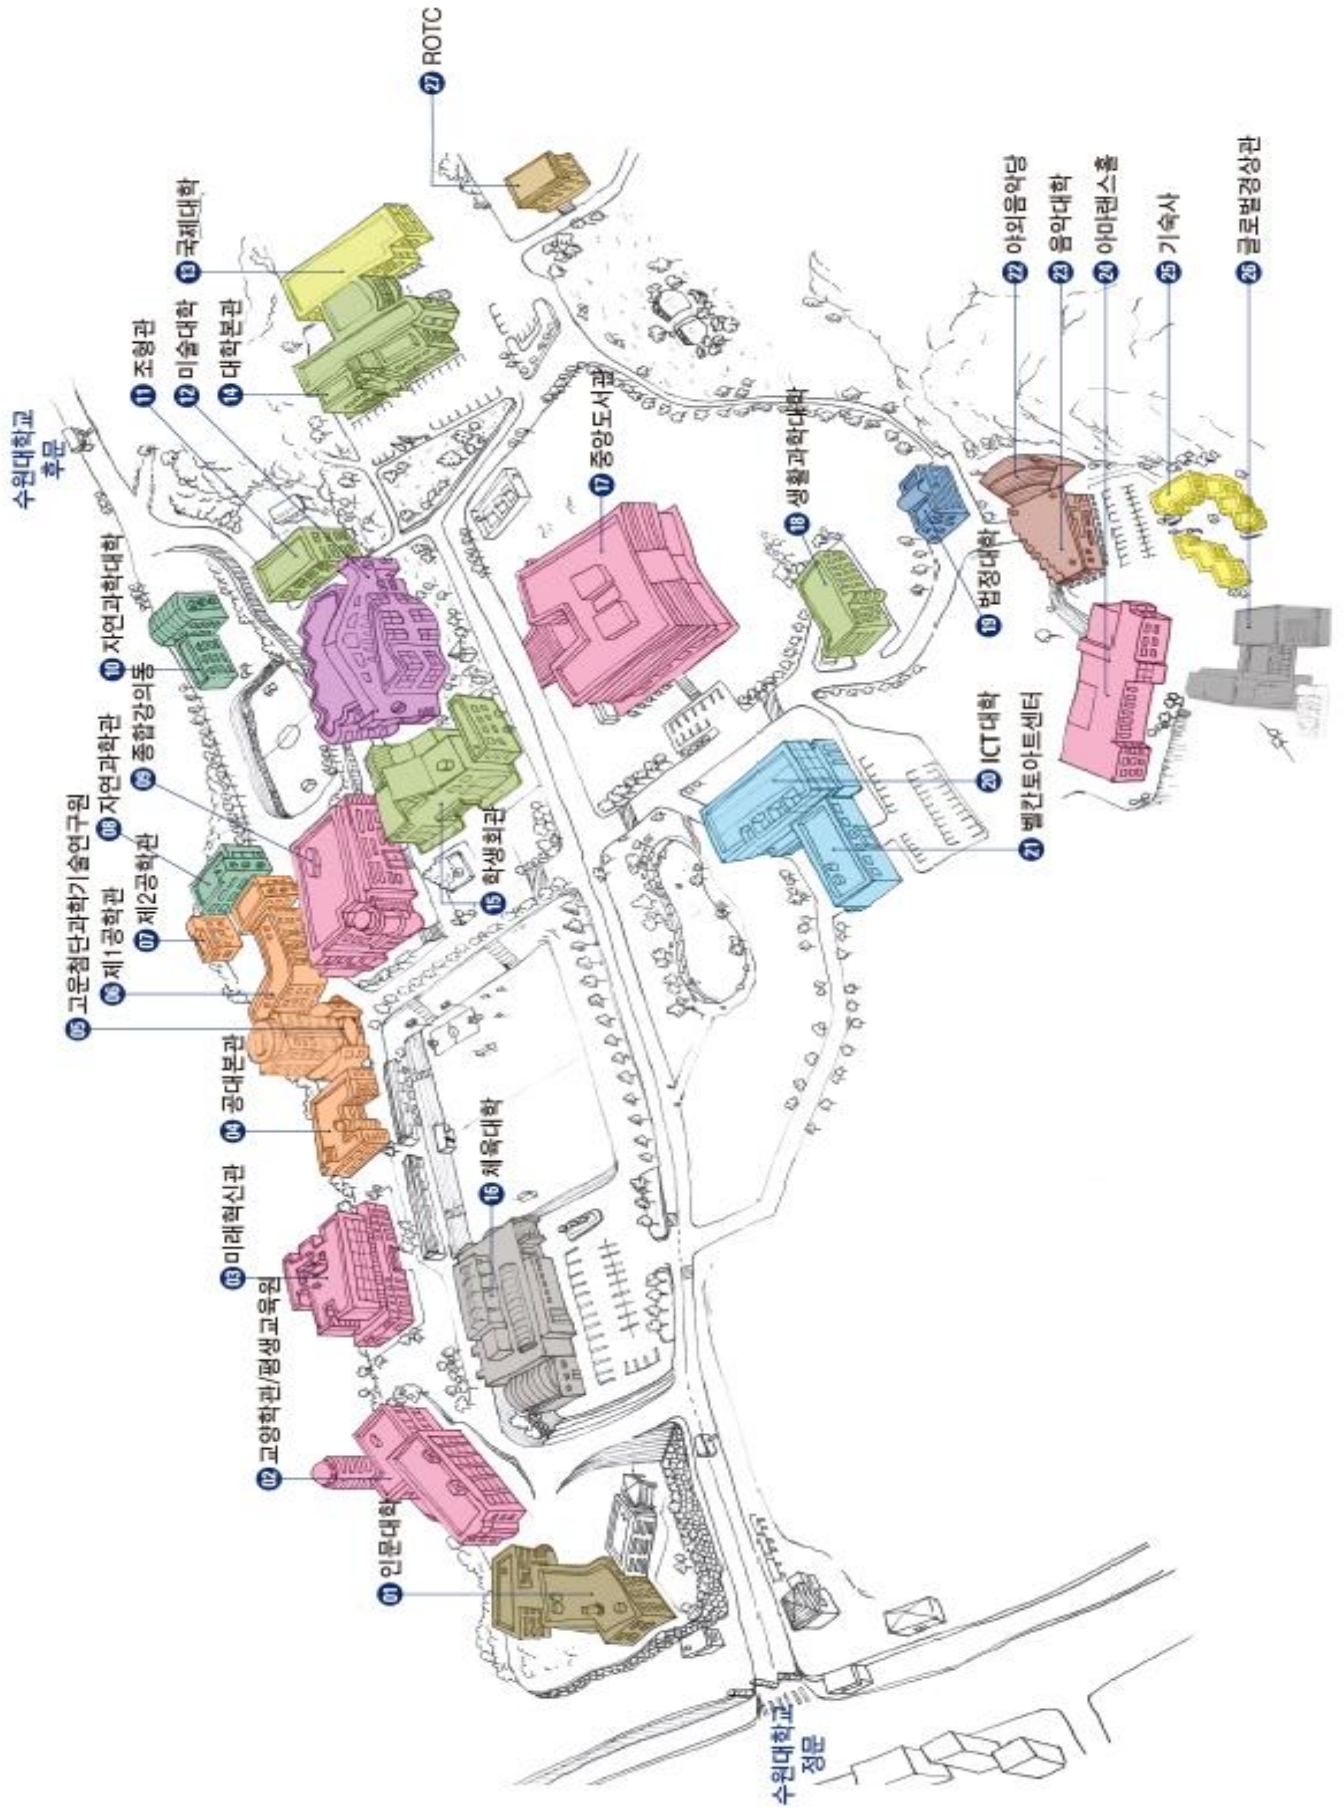 수원대학교
후문
수원대학교
정문
01 인문대학
02 교양학관/평생교육원
03 미래혁신관
04 공대본관
05 고운첨단과학기술연구원
06 제1공학관
07 제2공학관
08 자연과학관
09 종합강의동
10 자연과학대학
11 조형관
12 미술대학
13 국제대학
14 대학본관
15 학생회관
16 체육대학
17 중앙도서관
18 생활과학대학
19 법정대학
20 ICT대학
21 벨칸토아트센터
22 야외음악당
23 음악대학
24 아마랜스홀
25 기숙사
26 글로벌경상관
27 ROTC